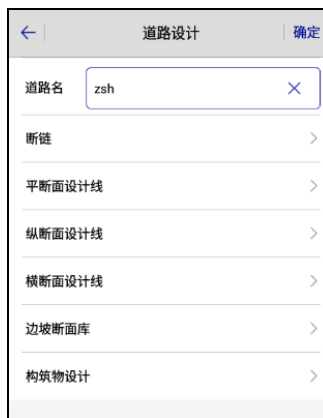 道路设计 确定
道路名 zsh
断链
平断面设计线
纵断面设计线
横断面设计线
边坡断面库
构筑物设计